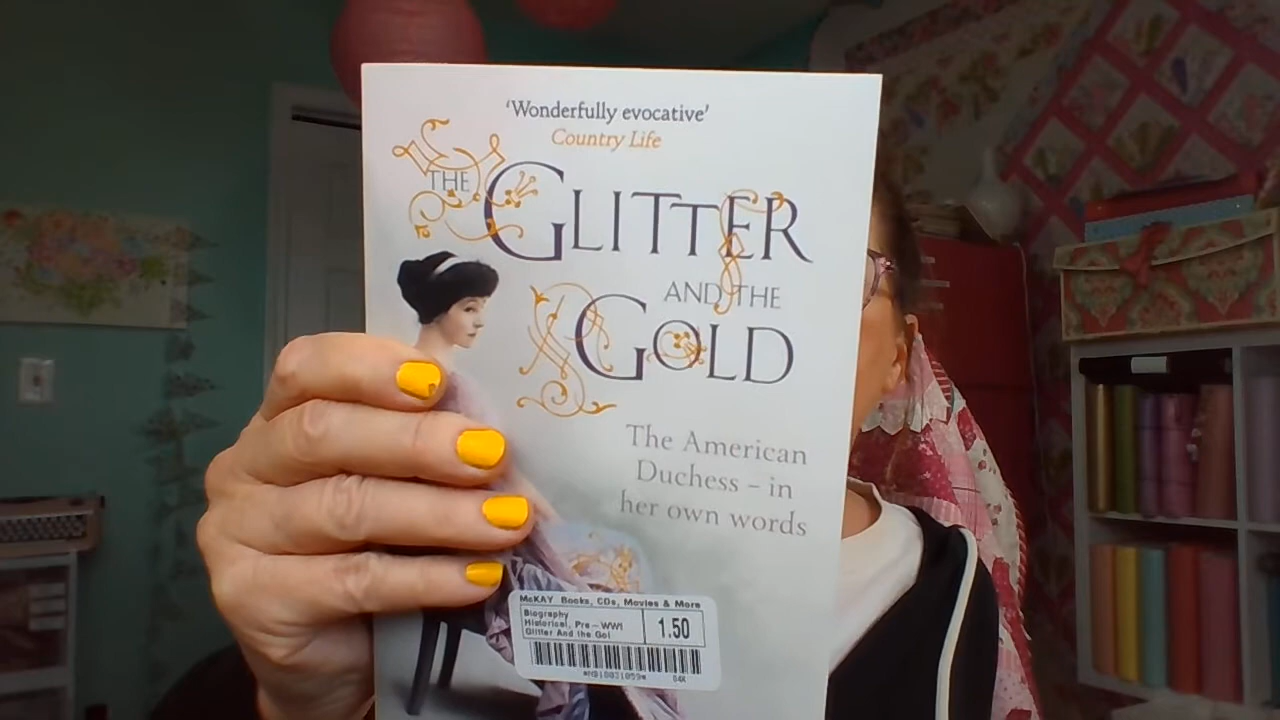 ‘Wonderfully evocative’
Country Life
THE
GLITTER
AND THE
GOLD
The American
Duchess – in
her own words
McKAY Books, CDs, Movies & More
Biography
Historical, Pre-WWI
Glitter And the Gol
1.50
04K